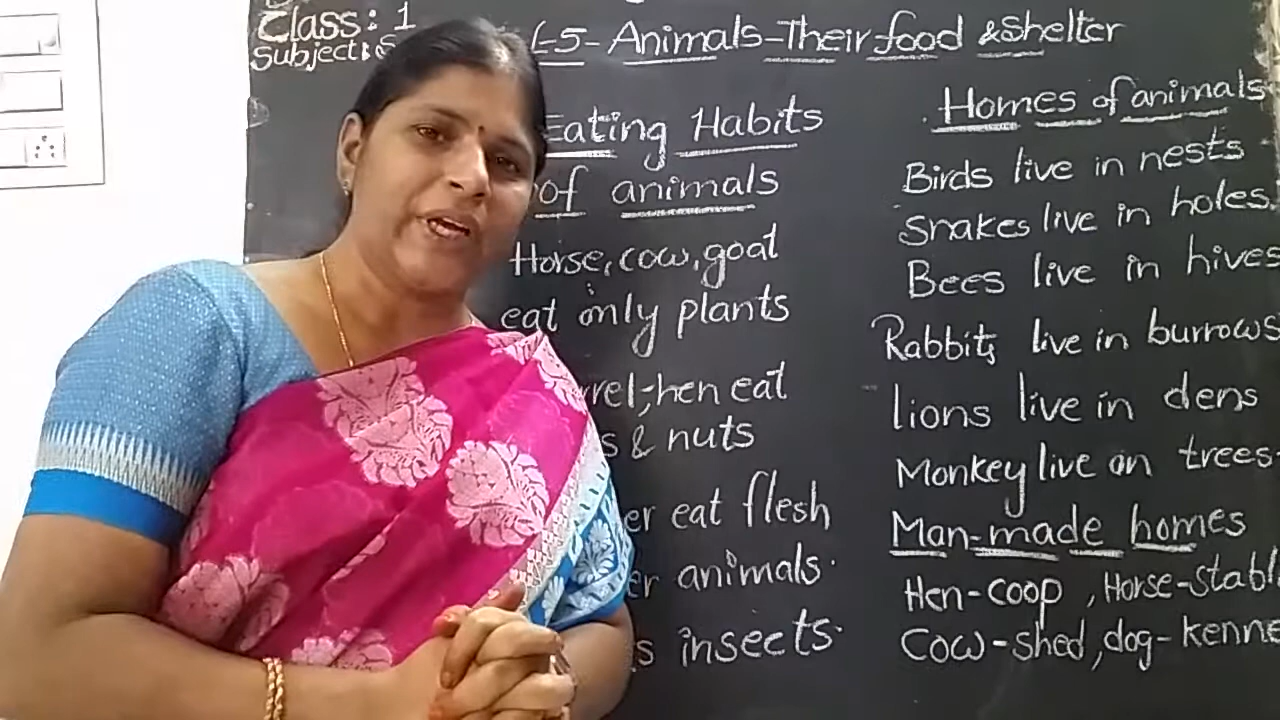 Class: 1
Subject: S
L-5-Animals-Their food & Shelter
Eating Habits
of animals
Horse, cow, goat
eat only plants
rrel, hen eat
s & nuts
er eat flesh
er animals.
s insects.
Homes of animals
Birds live in nests
Snakes live in holes.
Bees live in hives
Rabbits live in burrows
lions live in dens
Monkey live on trees
Man-made homes
Hen-coop, Horse-stabl
Cow-shed, dog-kenne